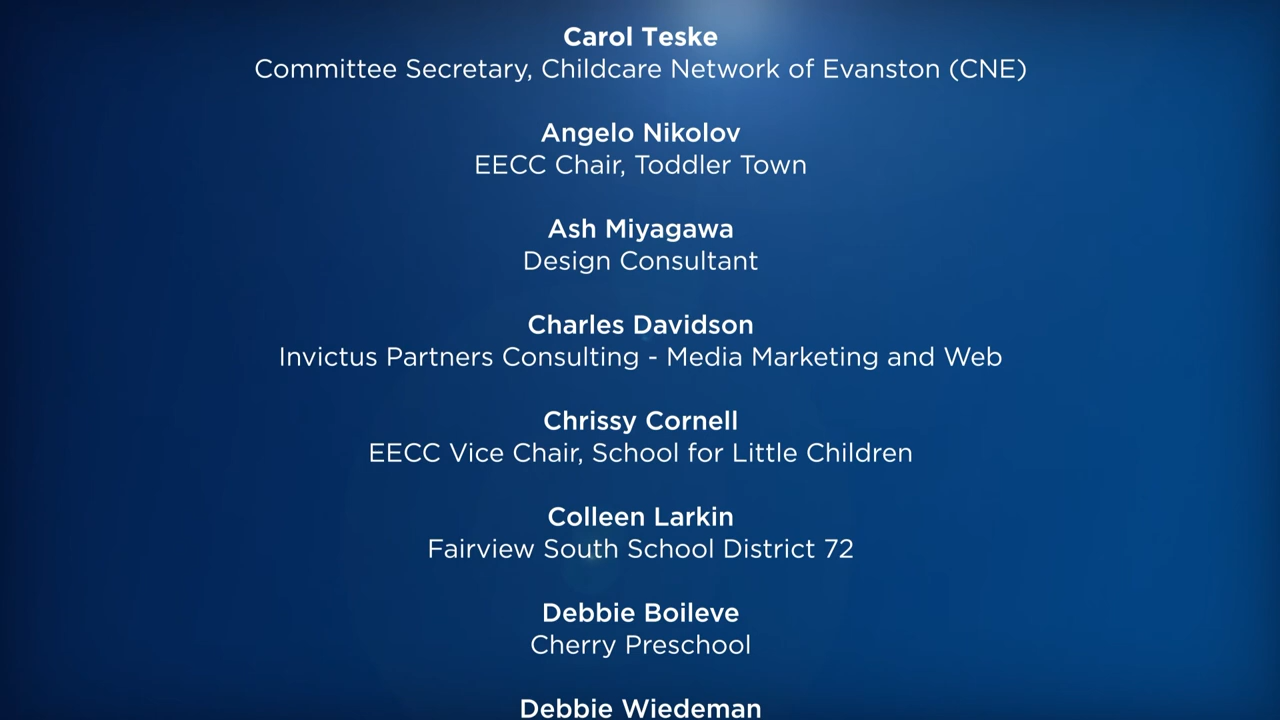 Carol Teske
Committee Secretary, Childcare Network of Evanston (CNE)
Angelo Nikolov
EECC Chair, Toddler Town
Ash Miyagawa
Design Consultant
Charles Davidson
Invictus Partners Consulting - Media Marketing and Web
Chrissy Cornell
EECC Vice Chair, School for Little Children
Colleen Larkin
Fairview South School District 72
Debbie Boileve
Cherry Preschool
Debbie Wiedeman